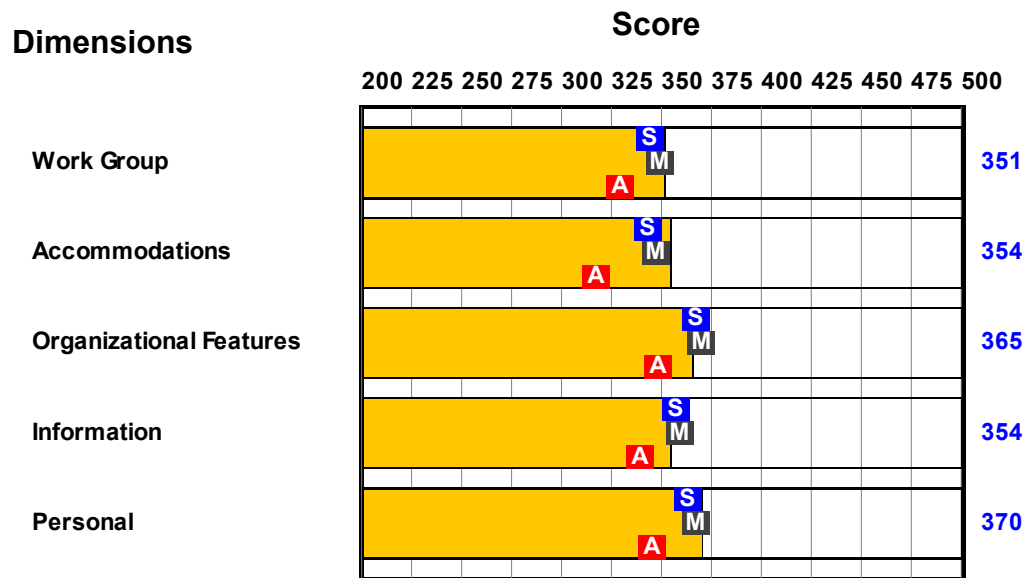 Score
Dimensions
200 225 275 275 300 325 350 375 400 425 450 475 500
S
Work Group M 351
A
S
Accommodations M 354
A
S
Organizational Features M 365
A
S
Information M 354
A
S
Personal M 370
A